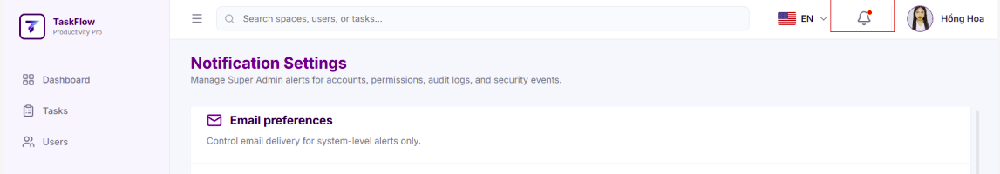 TaskFlow
Productivity Pro
Search spaces, users, or tasks...
EN
Hồng Hoa
Dashboard
Tasks
Users
Notification Settings
Manage Super Admin alerts for accounts, permissions, audit logs, and security events.
Email preferences
Control email delivery for system-level alerts only.